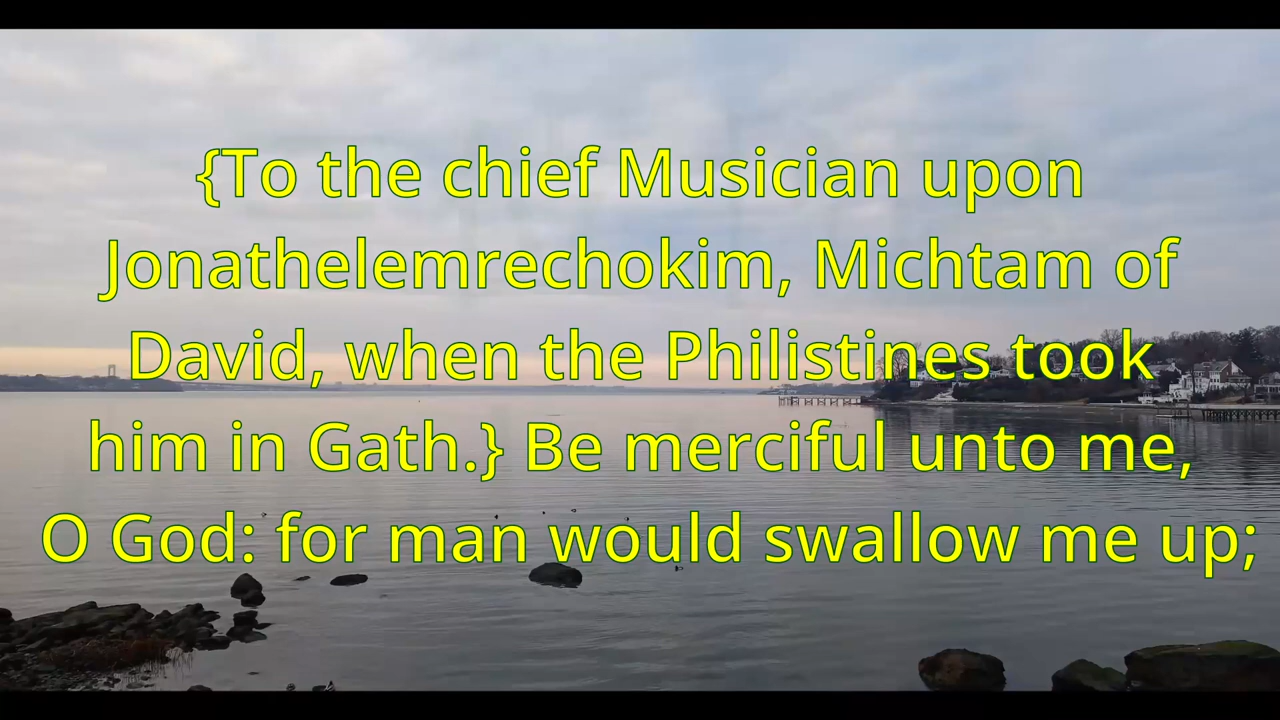 {To the chief Musician upon
Jonathelemrechokim, Michtam of
David, when the Philistines took
him in Gath.} Be merciful unto me,
O God: for man would swallow me up;